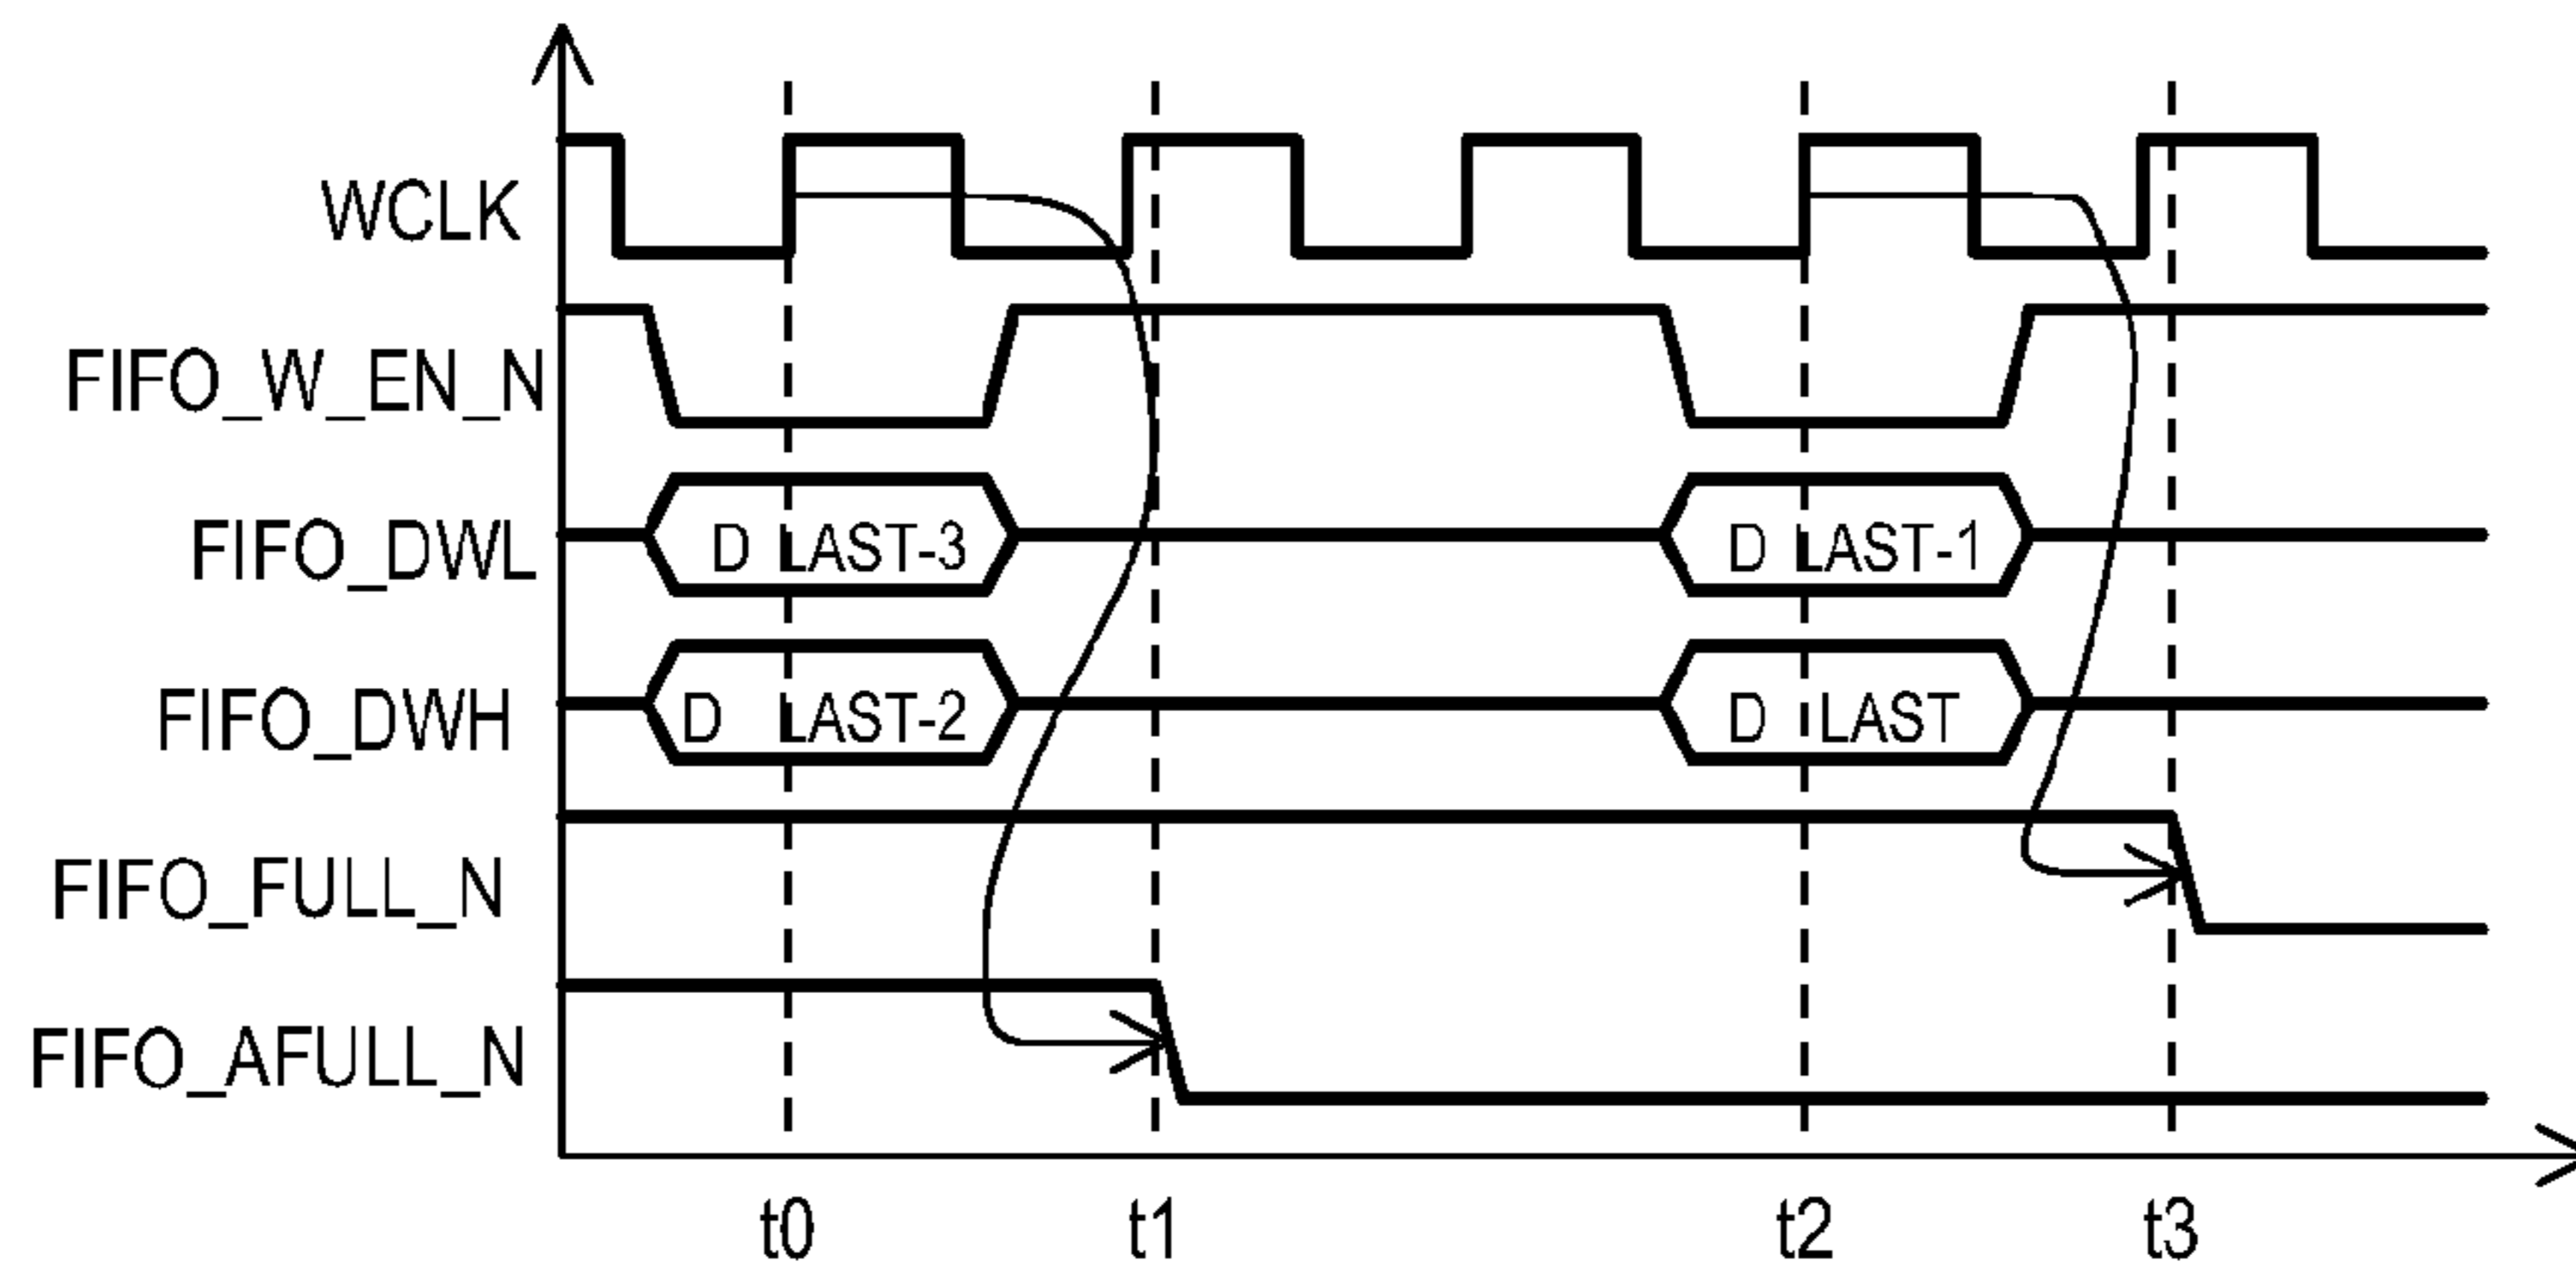 WCLK
FIFO_W_EN_N
FIFO_DWL D LAST-3 D LAST-1
FIFO_DWH D LAST-2 D LAST
FIFO_FULL_N
FIFO_AFULL_N
t0 t1 t2 t3